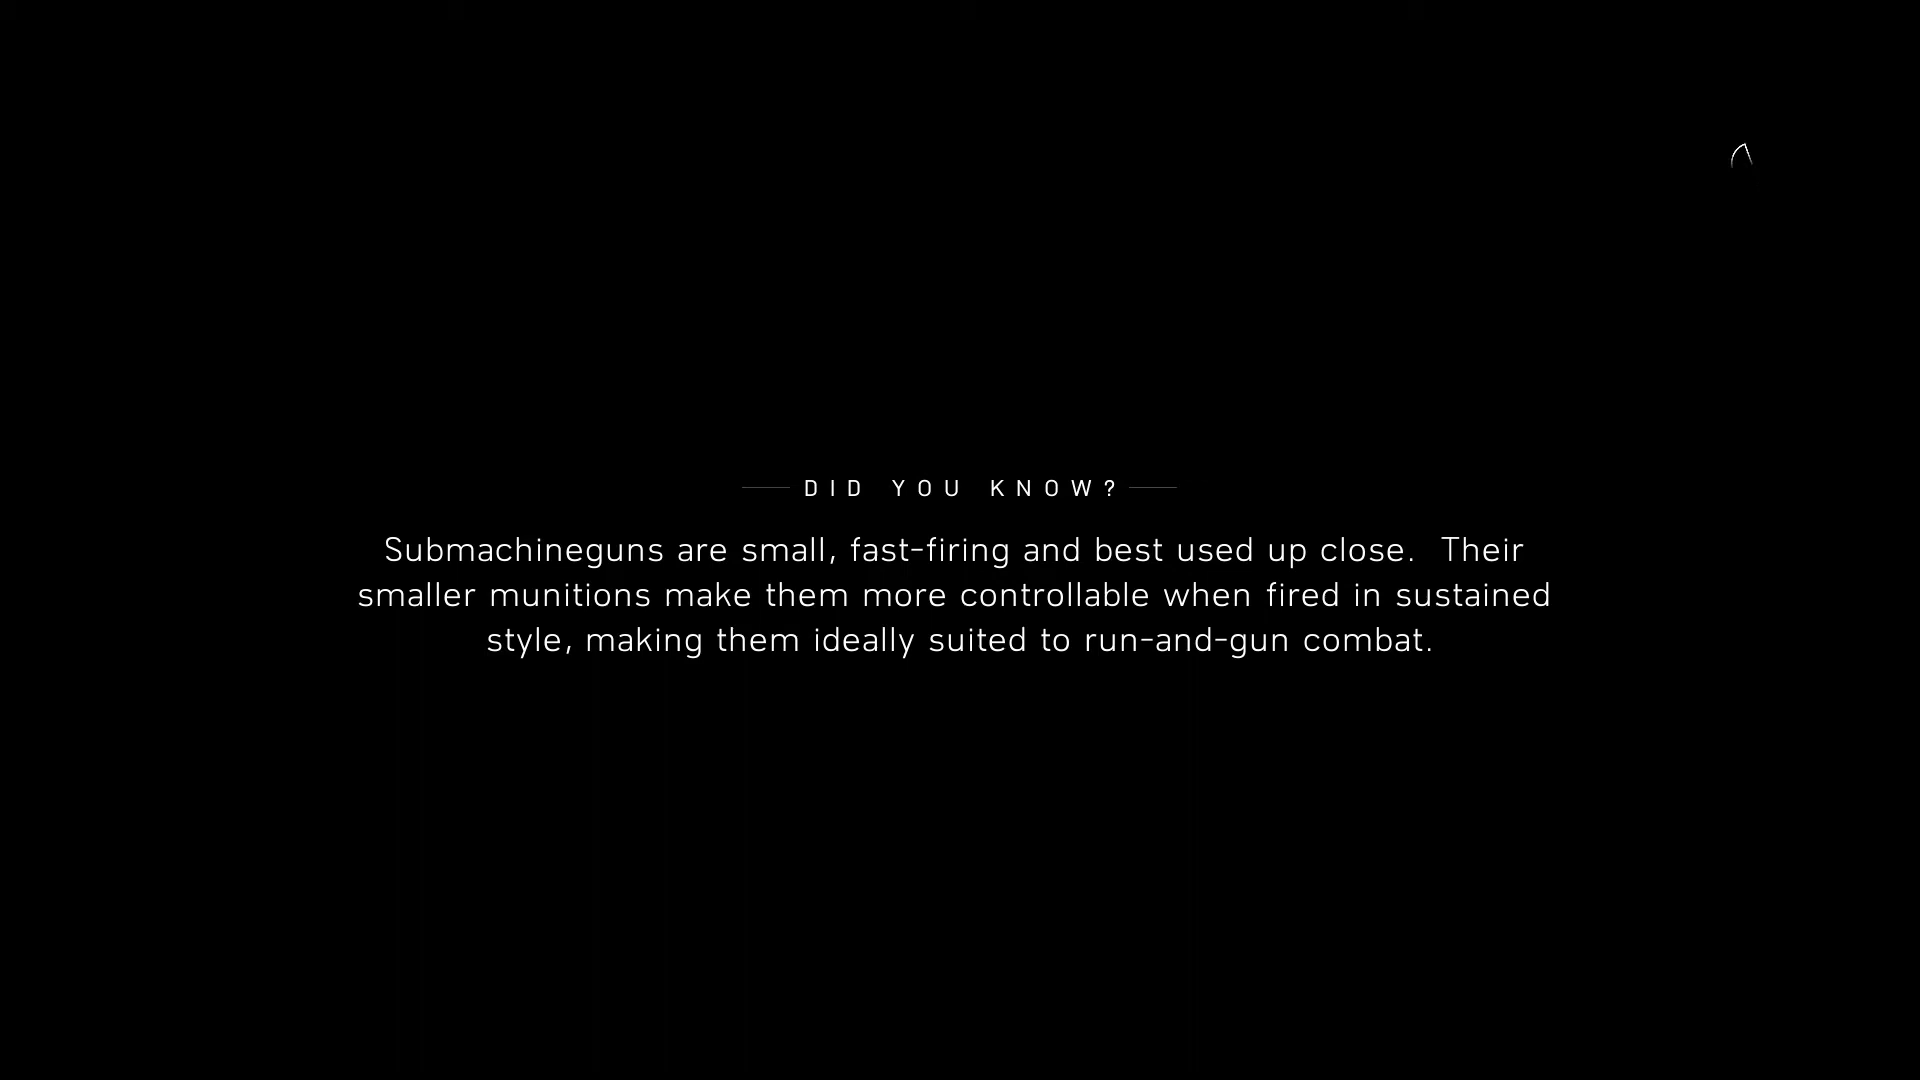 DID YOU KNOW?
Submachineguns are small, fast-firing and best used up close.  Their
smaller munitions make them more controllable when fired in sustained
style, making them ideally suited to run-and-gun combat.